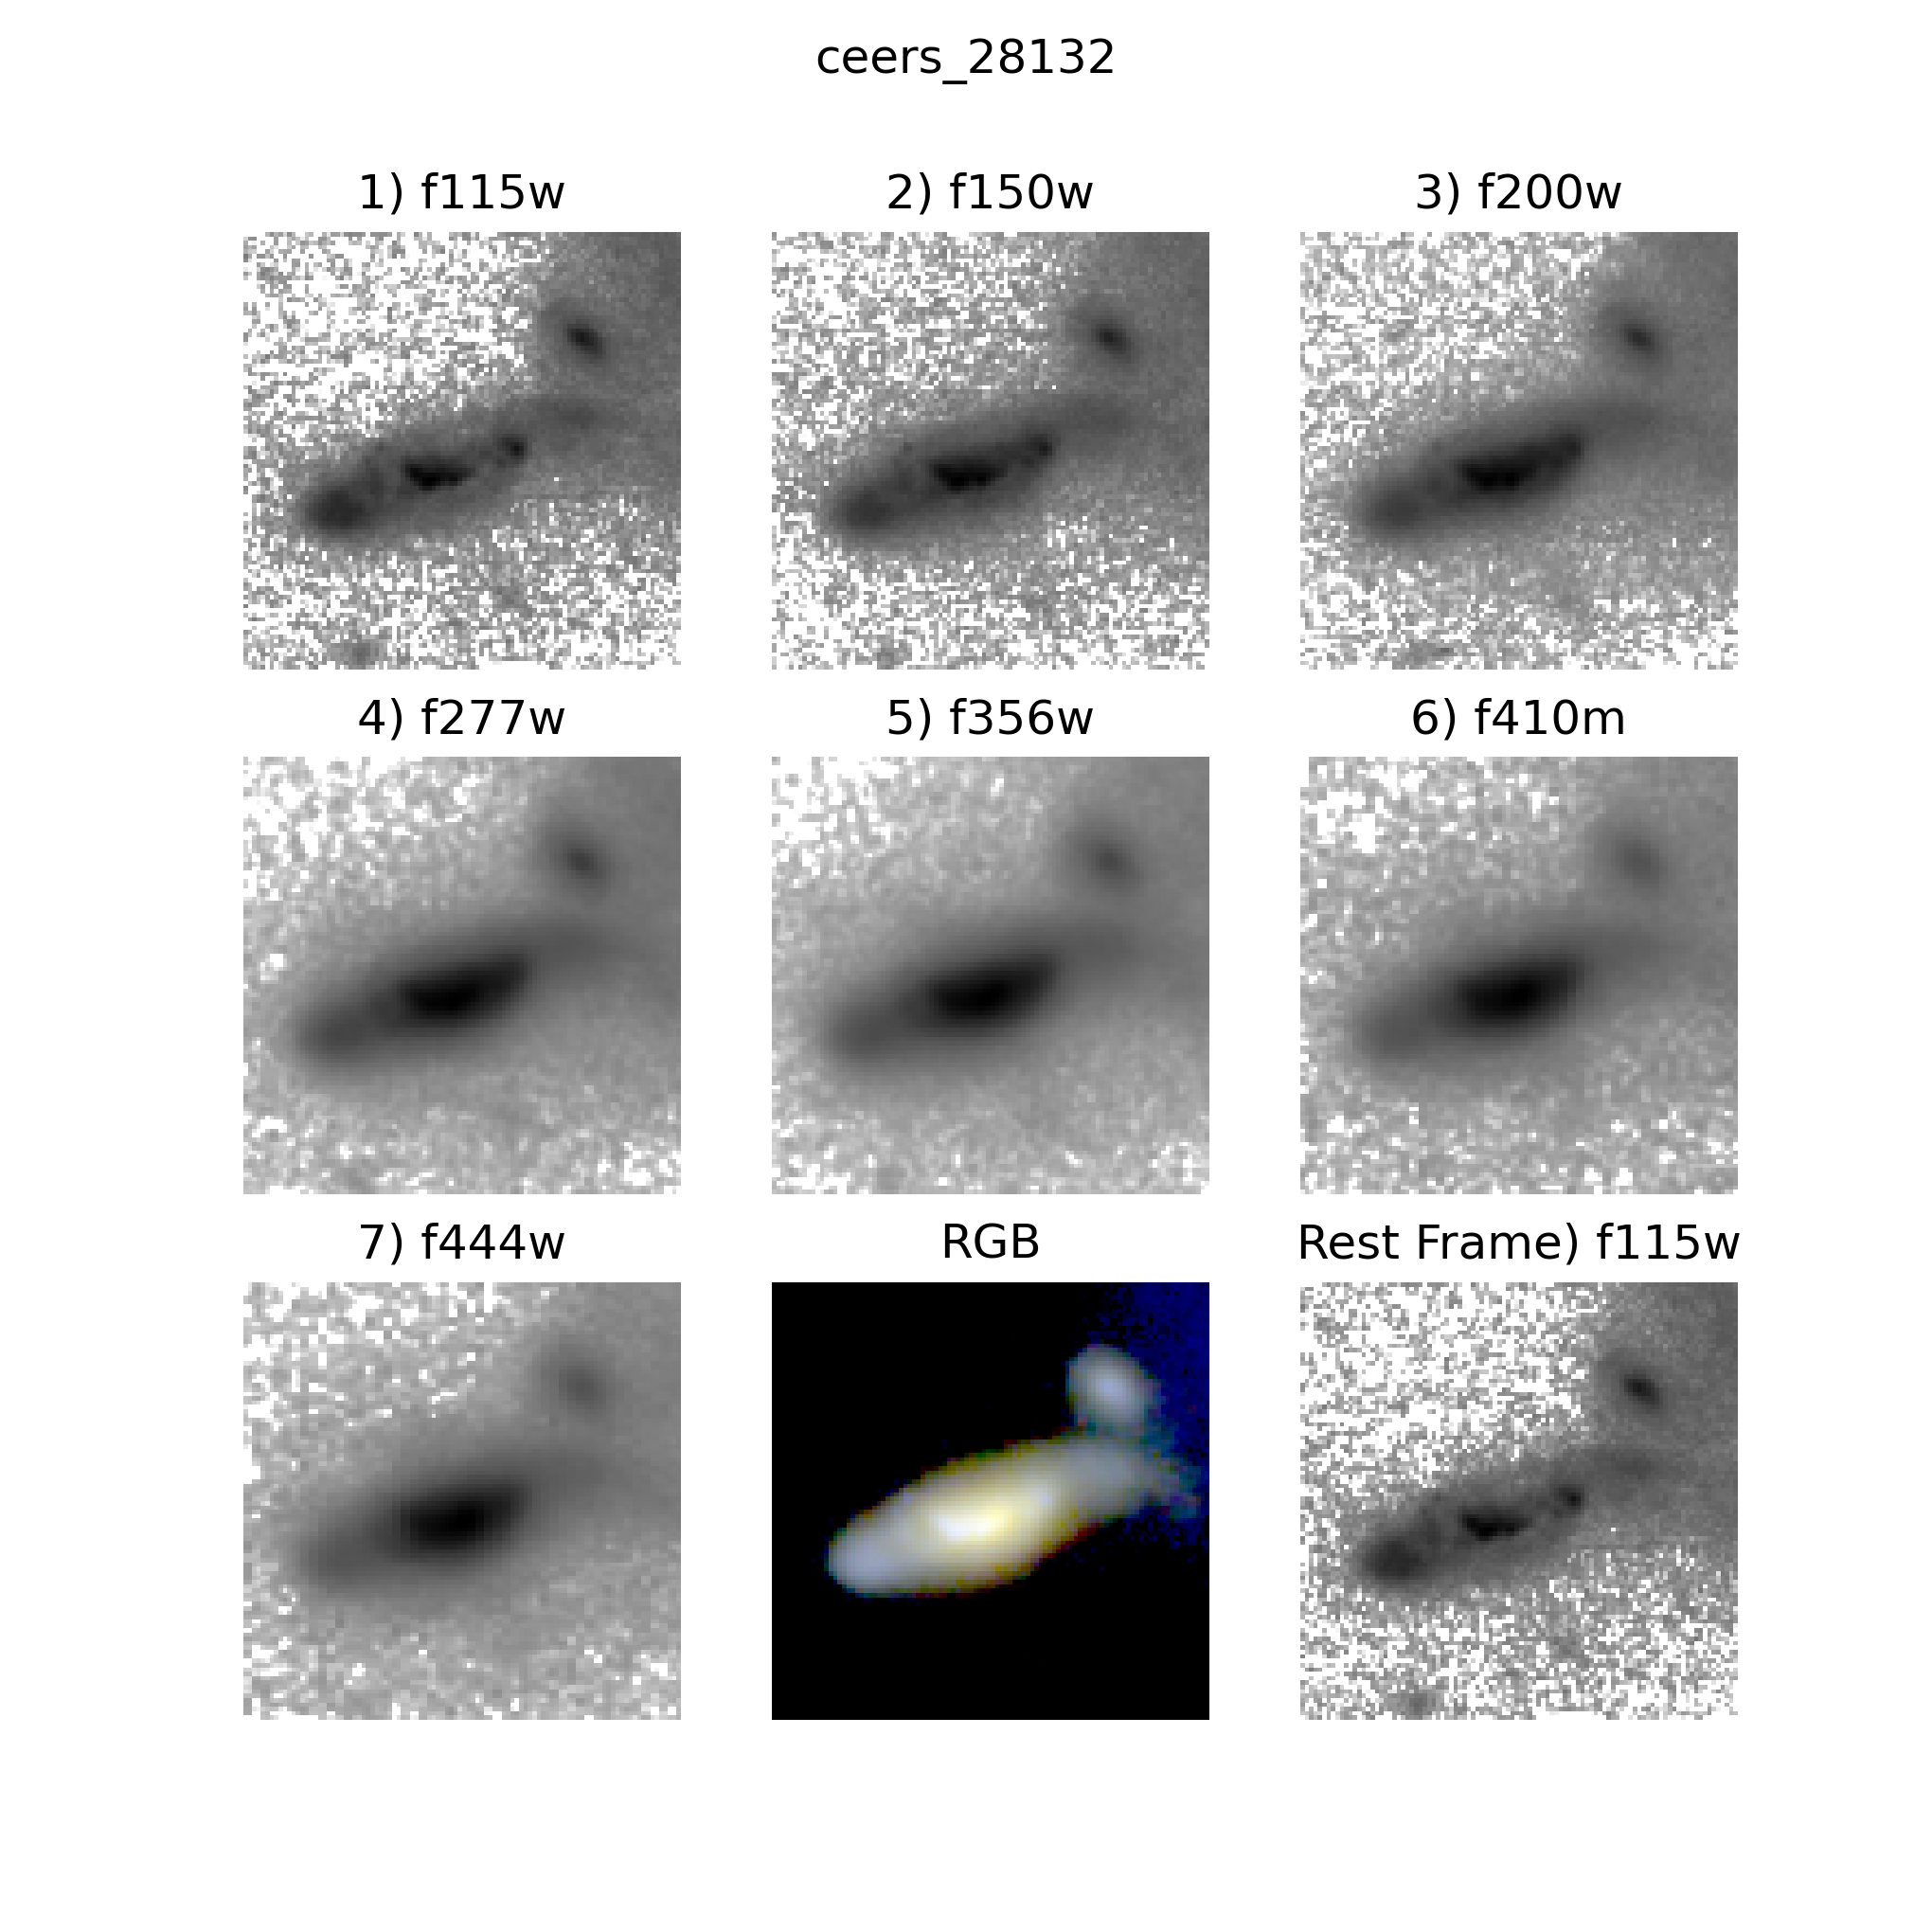 ceers_28132
1) f115w
2) f150w
3) f200w
4) f277w
5) f356w
6) f410m
7) f444w
RGB
Rest Frame) f115w